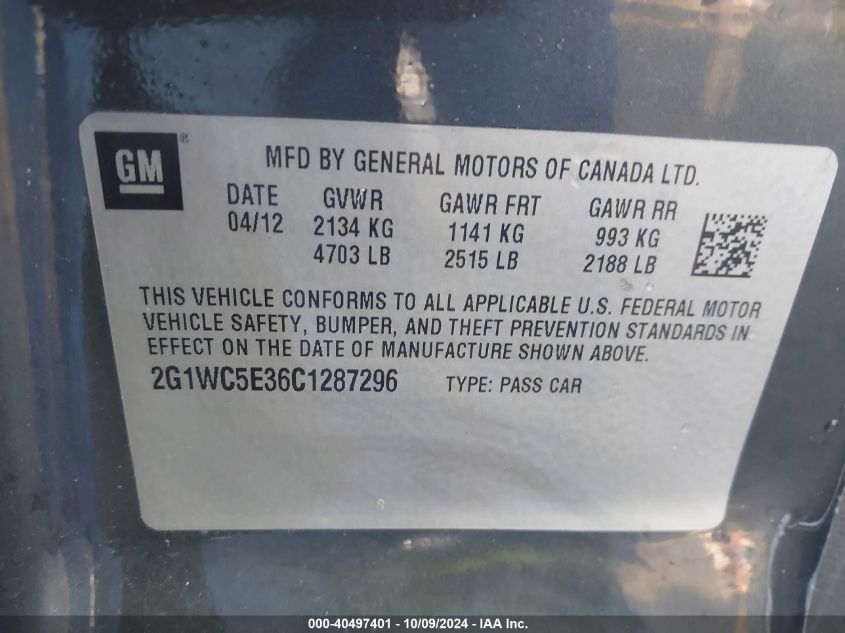 GM ®
MFD BY GENERAL MOTORS OF CANADA LTD.
DATE GVWR GAWR FRT GAWR RR
04/12 2134 KG 1141 KG 993 KG
4703 LB 2515 LB 2188 LB
THIS VEHICLE CONFORMS TO ALL APPLICABLE U.S. FEDERAL MOTOR
VEHICLE SAFETY, BUMPER, AND THEFT PREVENTION STANDARDS IN
EFFECT ON THE DATE OF MANUFACTURE SHOWN ABOVE.
2G1WC5E36C1287296 TYPE: PASS CAR
000-40497401 - 10/09/2024 - IAA Inc.